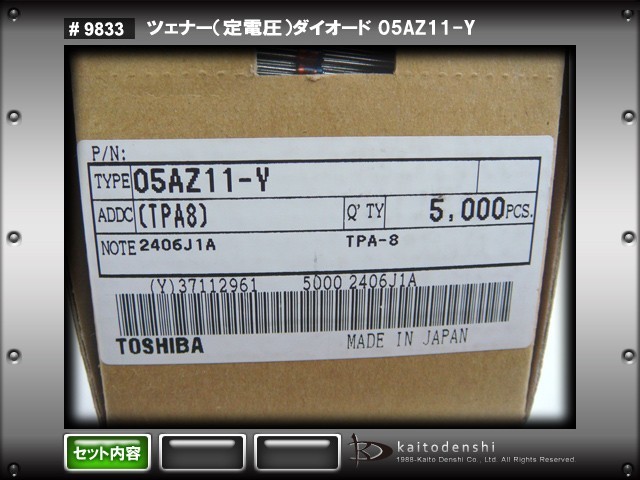 #9833 ツェナー(定電圧)ダイオード 05AZ11-Y
P/N:
TYPE 05AZ11-Y
ADDC (TPA8) Q'TY 5,000 PCS.
NOTE 2406J1A TPA-8
(Y)37112961 5000 2406J1A
TOSHIBA MADE IN JAPAN
セット内容
kaitodenshi
1988-Kaito Denshi Co., Ltd. All Rights Reserved.